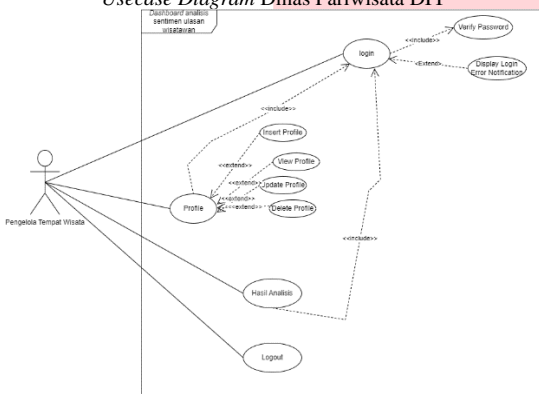 Usecase Diagram Dinas Pariwisata DIY
Dashboard analisis
sentimen ulasan
wisatawan
login
<<include>>
Verify Password
<<Extend>>
Display Login
Error Notification
<<include>>
Insert Profile
<<extend>>
View Profile
<<extend>>
Update Profile
<<extend>>
<<extend>>
Delete Profile
Profile
Pengelola Tempat Wisata
<<include>>
Hasil Analisis
Logout